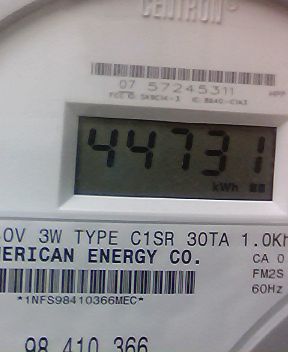 CENTRON®
07 57245311
44731
kWh
0V 3W TYPE C1SR 30TA 1.0Kh
MERICAN ENERGY CO.
CA 0
FM2S
60Hz
*1NFS98410366MEC*
98 410 366